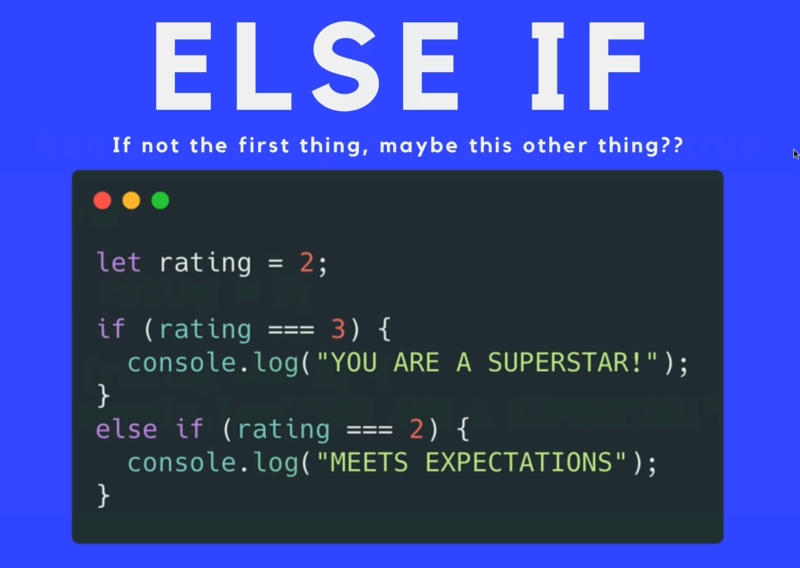 ELSE IF
If not the first thing, maybe this other thing??
let rating = 2;
if (rating === 3) {
  console.log("YOU ARE A SUPERSTAR!");
}
else if (rating === 2) {
  console.log("MEETS EXPECTATIONS");
}